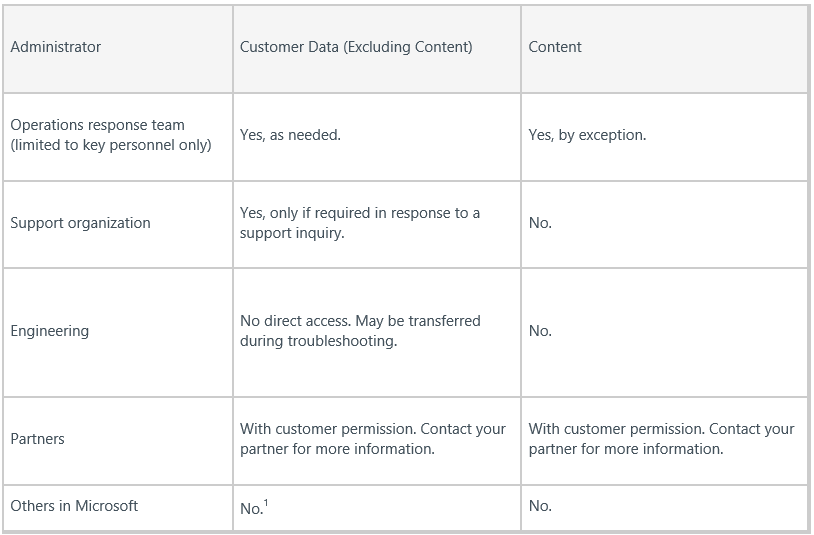 Administrator
Customer Data (Excluding Content)
Content
Operations response team
(limited to key personnel only)
Yes, as needed.
Yes, by exception.
Support organization
Yes, only if required in response to a
support inquiry.
No.
Engineering
No direct access. May be transferred
during troubleshooting.
No.
Partners
With customer permission. Contact your
partner for more information.
With customer permission. Contact your
partner for more information.
Others in Microsoft
No.¹
No.